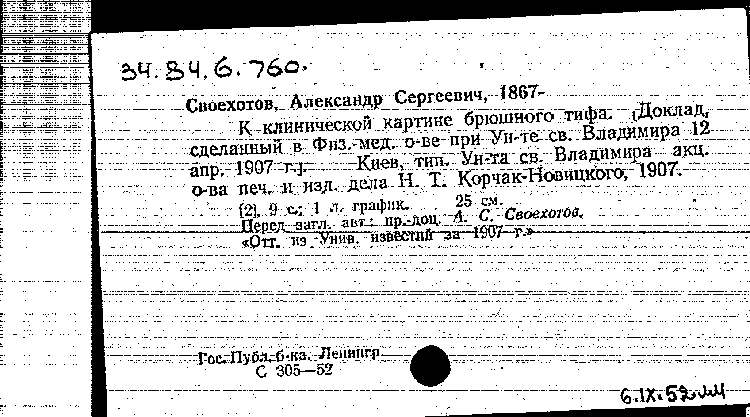 34.34.6.760.
Своехотов, Александр Сергеевич, 1867-
К клинической картине брюшного тифа. [Доклад,
сделанный в Физ.-мед. о-ве при Ун-те св. Владимира 12
апр. 1907 г.]. Киев, тип. Ун-та св. Владимира акц.
о-ва печ. и изд. дела Н. Т. Корчак-Новицкого, 1907.
[2], 9 с.; 1 л. график. 25 см.
Перед загл. авт.: пр.-доц. А. С. Своехотов.
«Отт. из Унив. известий за 1907 г.»
Гос. Публ. б-ка. Ленингр.
С 305—52
6.IX.52